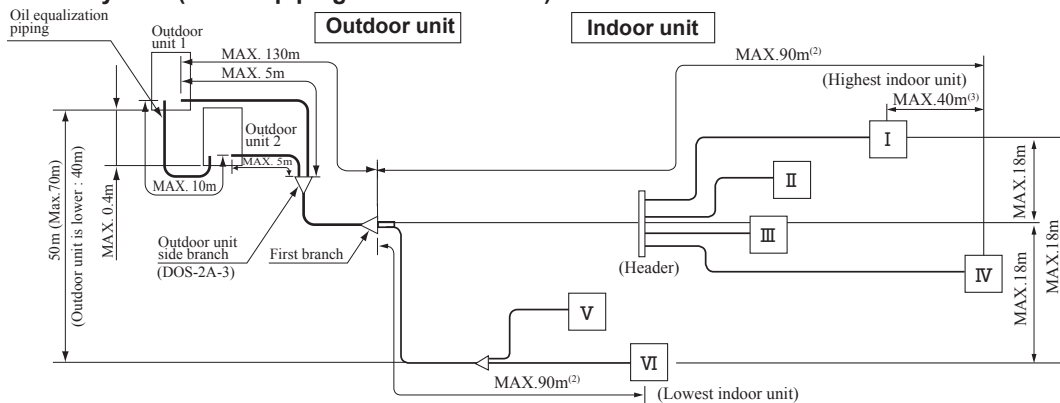 Oil equalization
piping
Outdoor
unit 1
Outdoor unit
Indoor unit
MAX. 130m
MAX. 5m
MAX.90m(2)
(Highest indoor unit)
MAX.40m(3)
I
Outdoor
unit 2
MAX. 5m
MAX. 10m
50m (Max.70m)
(Outdoor unit is lower : 40m)
MAX. 0.4m
II
MAX.18m
Outdoor unit
side branch
(DOS-2A-3)
First branch
(Header)
III
IV
MAX.18m
MAX.18m
V
VI
MAX.90m(2)
(Lowest indoor unit)